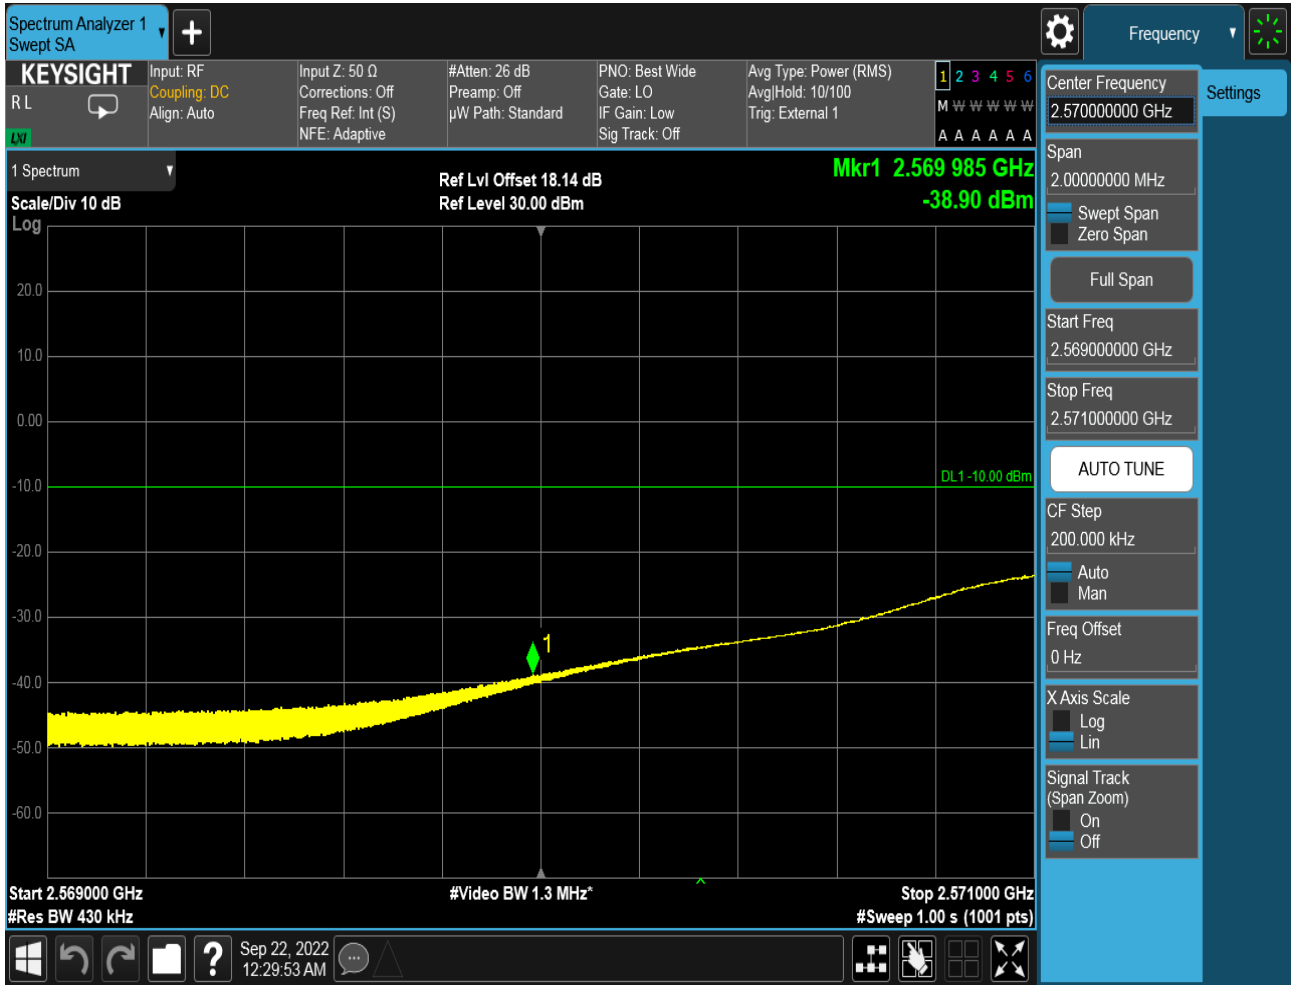 Spectrum Analyzer 1
Swept SA
Frequency
KEYSIGHT
R L
LXI
Input: RF
Coupling: DC
Align: Auto
Input Z: 50 Ω
Corrections: Off
Freq Ref: Int (S)
NFE: Adaptive
#Atten: 26 dB
Preamp: Off
µW Path: Standard
PNO: Best Wide
Gate: LO
IF Gain: Low
Sig Track: Off
Avg Type: Power (RMS)
Avg|Hold: 10/100
Trig: External 1
1 2 3 4 5 6
M W W W W W
A A A A A A
1 Spectrum
Scale/Div 10 dB
Log
Ref Lvl Offset 18.14 dB
Ref Level 30.00 dBm
Mkr1 2.569 985 GHz
-38.90 dBm
20.0
10.0
0.00
-10.0
-20.0
-30.0
-40.0
-50.0
-60.0
DL1 -10.00 dBm
1
Start 2.569000 GHz
#Video BW 1.3 MHz*
Stop 2.571000 GHz
#Res BW 430 kHz
#Sweep 1.00 s (1001 pts)
Sep 22, 2022
12:29:53 AM
Center Frequency
2.570000000 GHz
Settings
Span
2.00000000 MHz
Swept Span
Zero Span
Full Span
Start Freq
2.569000000 GHz
Stop Freq
2.571000000 GHz
AUTO TUNE
CF Step
200.000 kHz
Auto
Man
Freq Offset
0 Hz
X Axis Scale
Log
Lin
Signal Track
(Span Zoom)
On
Off